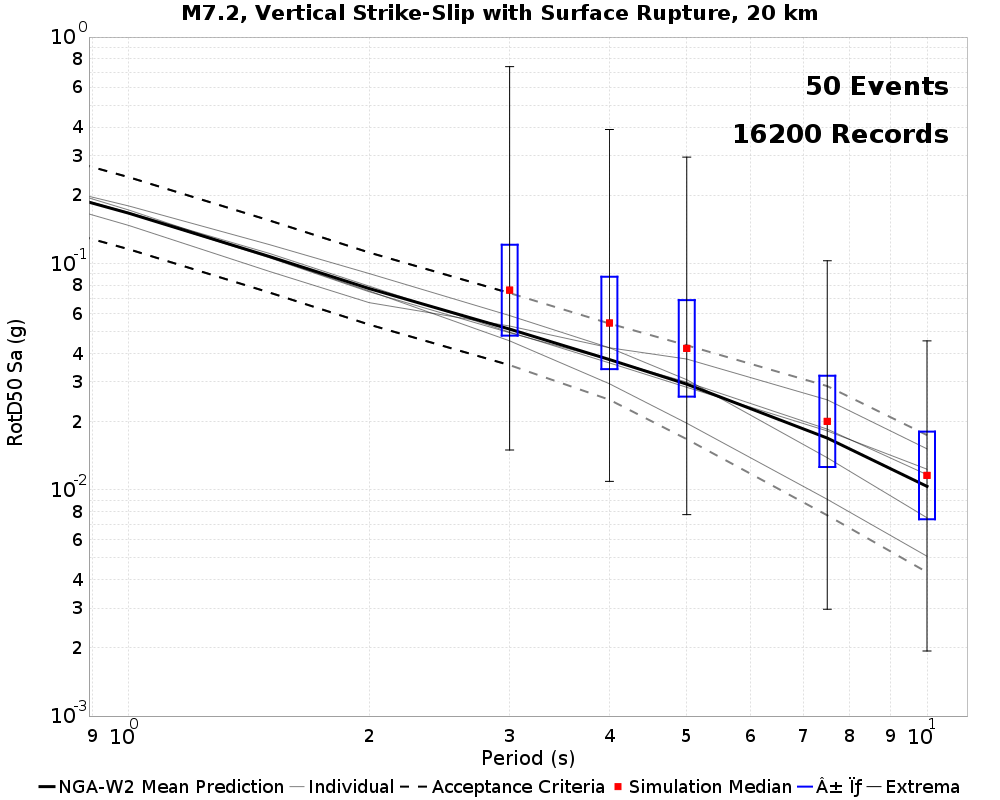 M7.2, Vertical Strike-Slip with Surface Rupture, 20 km
50 Events
16200 Records
RotD50 Sa (g)
10^0
8
6
4
3
2
10^-1
8
6
4
3
2
10^-2
8
6
4
3
2
10^-3
9 10^0 2 3 4 5 6 7 8 9 10^1
Period (s)
NGA-W2 Mean Prediction Individual Acceptance Criteria Simulation Median Â± Ïƒ Extrema